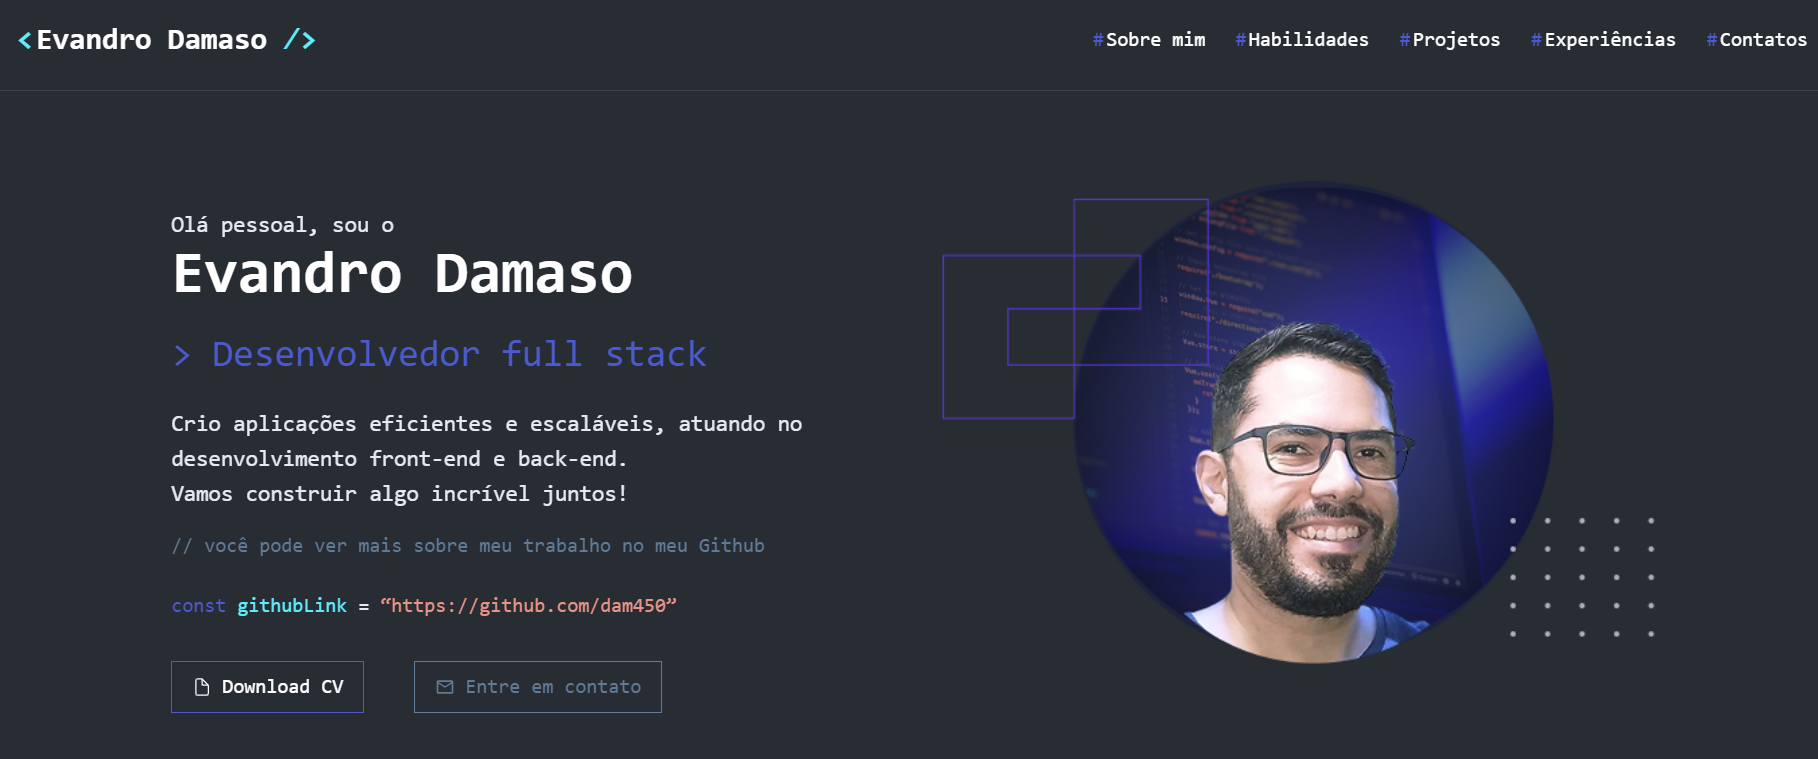 <Evandro Damaso />
#Sobre mim #Habilidades #Projetos #Experiências #Contatos
Olá pessoal, sou o
Evandro Damaso
> Desenvolvedor full stack
Crio aplicações eficientes e escaláveis, atuando no
desenvolvimento front-end e back-end.
Vamos construir algo incrível juntos!
// você pode ver mais sobre meu trabalho no meu Github
const githubLink = “https://github.com/dam450”
Download CV
Entre em contato